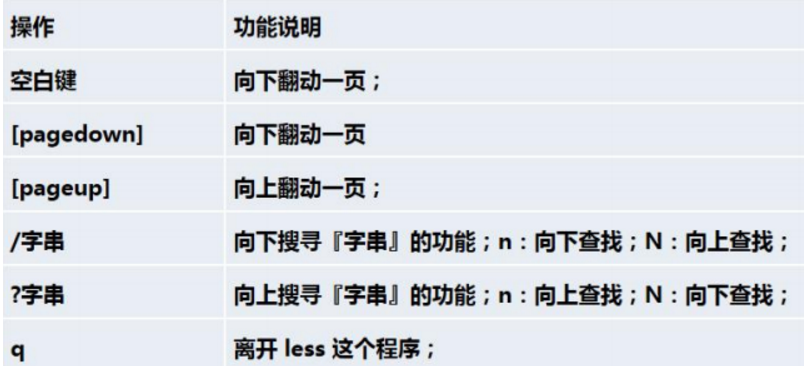 操作 功能说明
空白键 向下翻动一页；
[pagedown] 向下翻动一页
[pageup] 向上翻动一页；
/字串 向下搜寻『字串』的功能；n：向下查找；N：向上查找；
?字串 向上搜寻『字串』的功能；n：向上查找；N：向下查找；
q 离开 less 这个程序；